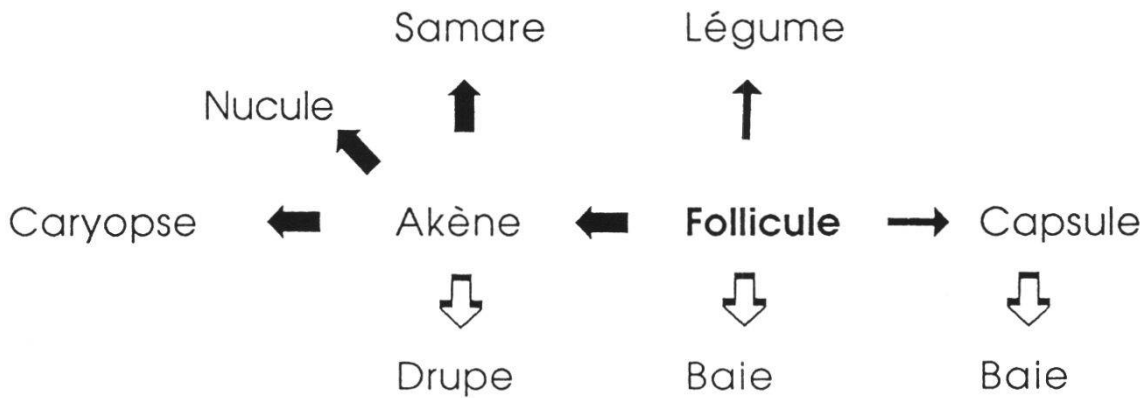 Samare Légume
Nucule
Caryopse Akène Follicule Capsule
Drupe Baie Baie